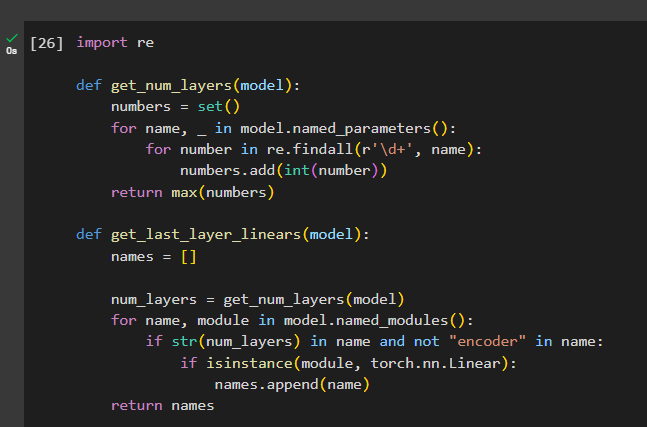 [26] import re
def get_num_layers(model):
numbers = set()
for name, _ in model.named_parameters():
for number in re.findall(r'\d+', name):
numbers.add(int(number))
return max(numbers)
def get_last_layer_linears(model):
names = []
num_layers = get_num_layers(model)
for name, module in model.named_modules():
if str(num_layers) in name and not "encoder" in name:
if isinstance(module, torch.nn.Linear):
names.append(name)
return names
0s